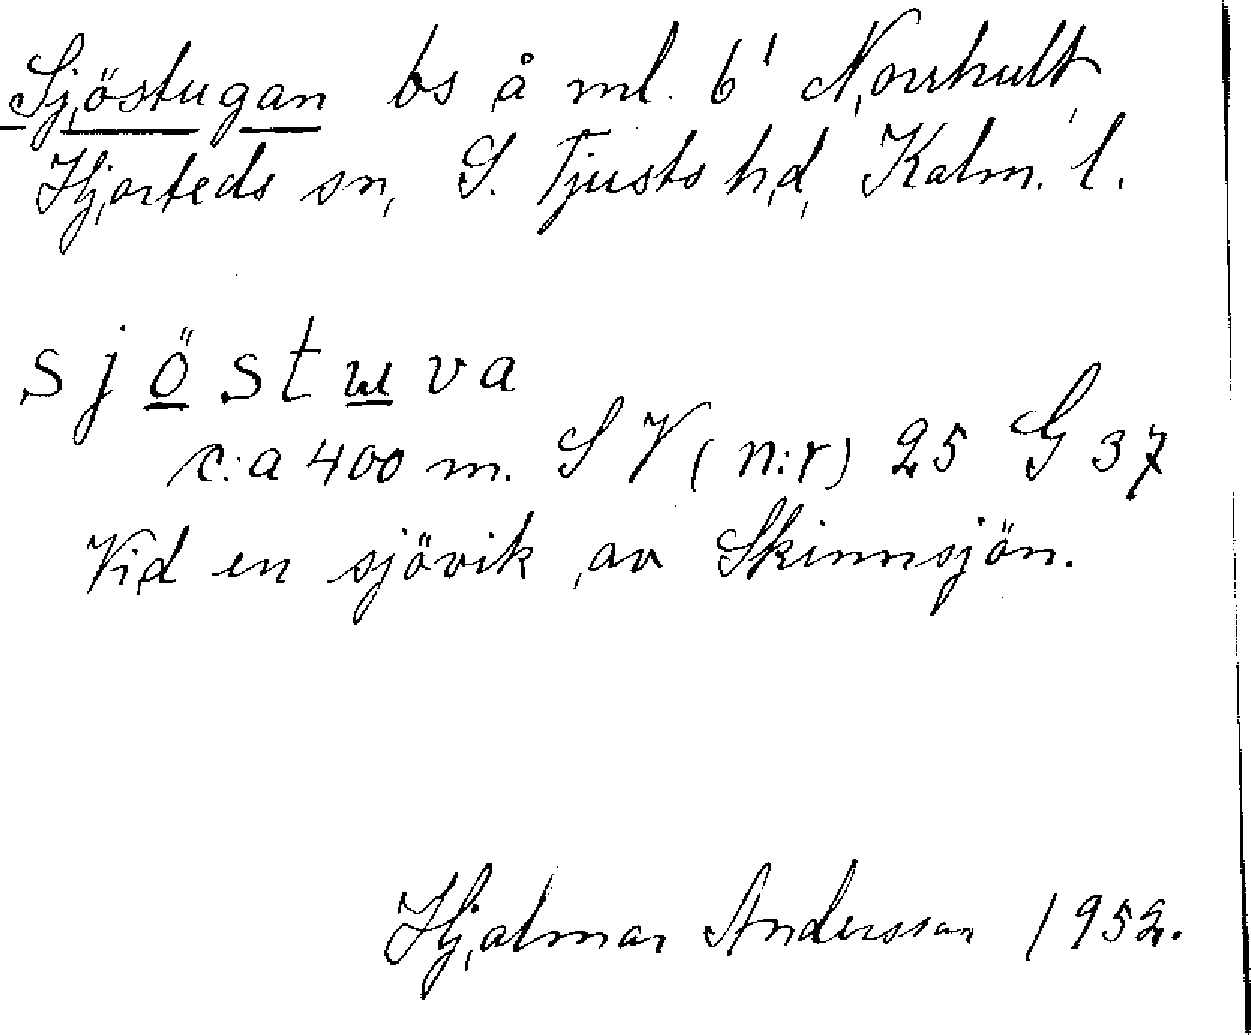 Sjöstugan bs å ml. 6' Norrhult,
Hjorteds sn, S. Tjusts hd, Kalm. l.
sjöstuva
c:a 400 m. SV (n:r) 25 G 37
Vid en sjövik av Skinnsjön.
Hjalmar Andersson 1952.